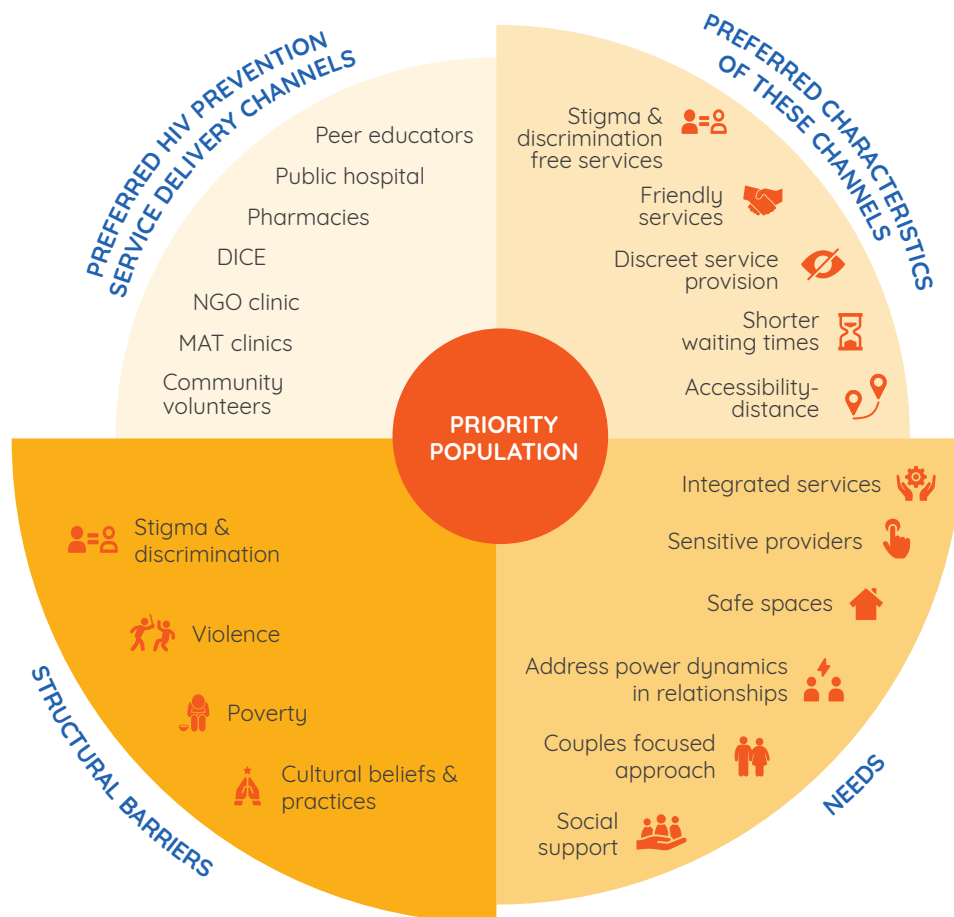 PREFERRED HIV PREVENTION
SERVICE DELIVERY CHANNELS
Peer educators
Public hospital
Pharmacies
DICE
NGO clinic
MAT clinics
Community
volunteers
PREFERRED CHARACTERISTICS
OF THESE CHANNELS
Stigma &
discrimination
free services
Friendly
services
Discreet service
provision
Shorter
waiting times
Accessibility-
distance
PRIORITY
POPULATION
STRUCTURAL BARRIERS
Stigma &
discrimination
Violence
Poverty
Cultural beliefs &
practices
NEEDS
Integrated services
Sensitive providers
Safe spaces
Address power dynamics
in relationships
Couples focused
approach
Social
support